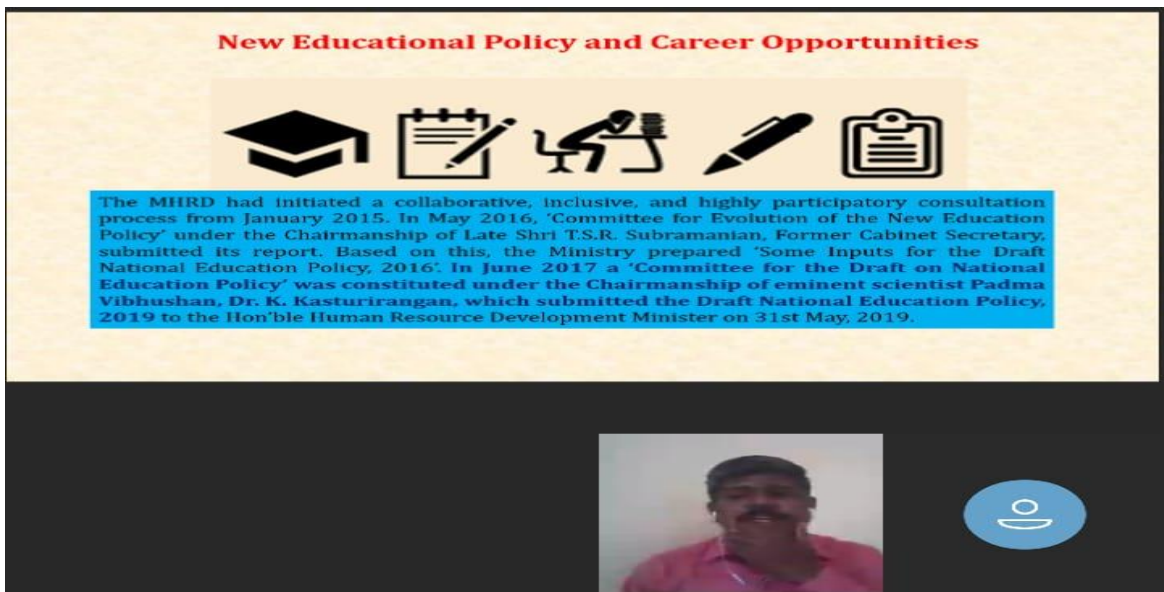 New Educational Policy and Career Opportunities
The MHRD had initiated a collaborative, inclusive, and highly participatory consultation
process from January 2015. In May 2016, ‘Committee for Evolution of the New Education
Policy’ under the Chairmanship of Late Shri T.S.R. Subramanian, Former Cabinet Secretary,
submitted its report. Based on this, the Ministry prepared ‘Some Inputs for the Draft
National Education Policy, 2016’. In June 2017 a ‘Committee for the Draft on National
Education Policy’ was constituted under the Chairmanship of eminent scientist Padma
Vibhushan, Dr. K. Kasturirangan, which submitted the Draft National Education Policy,
2019 to the Hon’ble Human Resource Development Minister on 31st May, 2019.